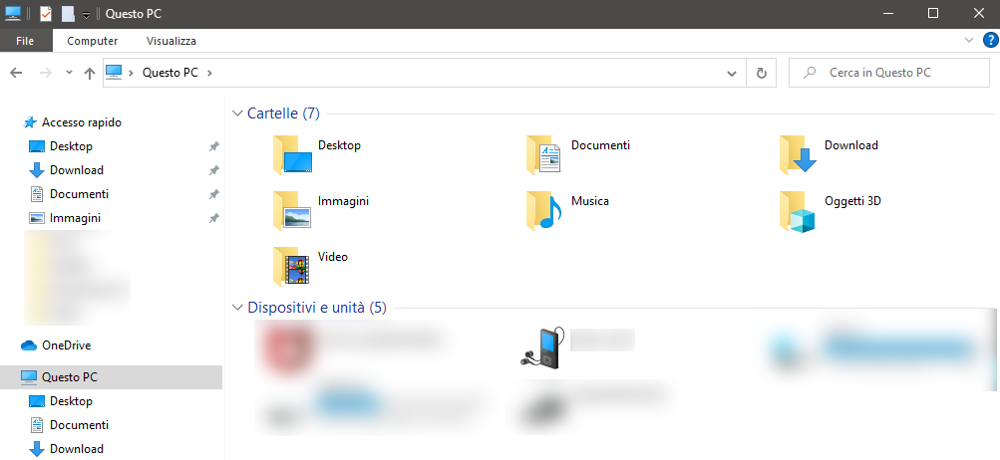 Questo PC
File Computer Visualizza
Questo PC
Cerca in Questo PC
Accesso rapido
Desktop
Download
Documenti
Immagini
OneDrive
Questo PC
Desktop
Documenti
Download
Cartelle (7)
Desktop
Documenti
Download
Immagini
Musica
Oggetti 3D
Video
Dispositivi e unità (5)